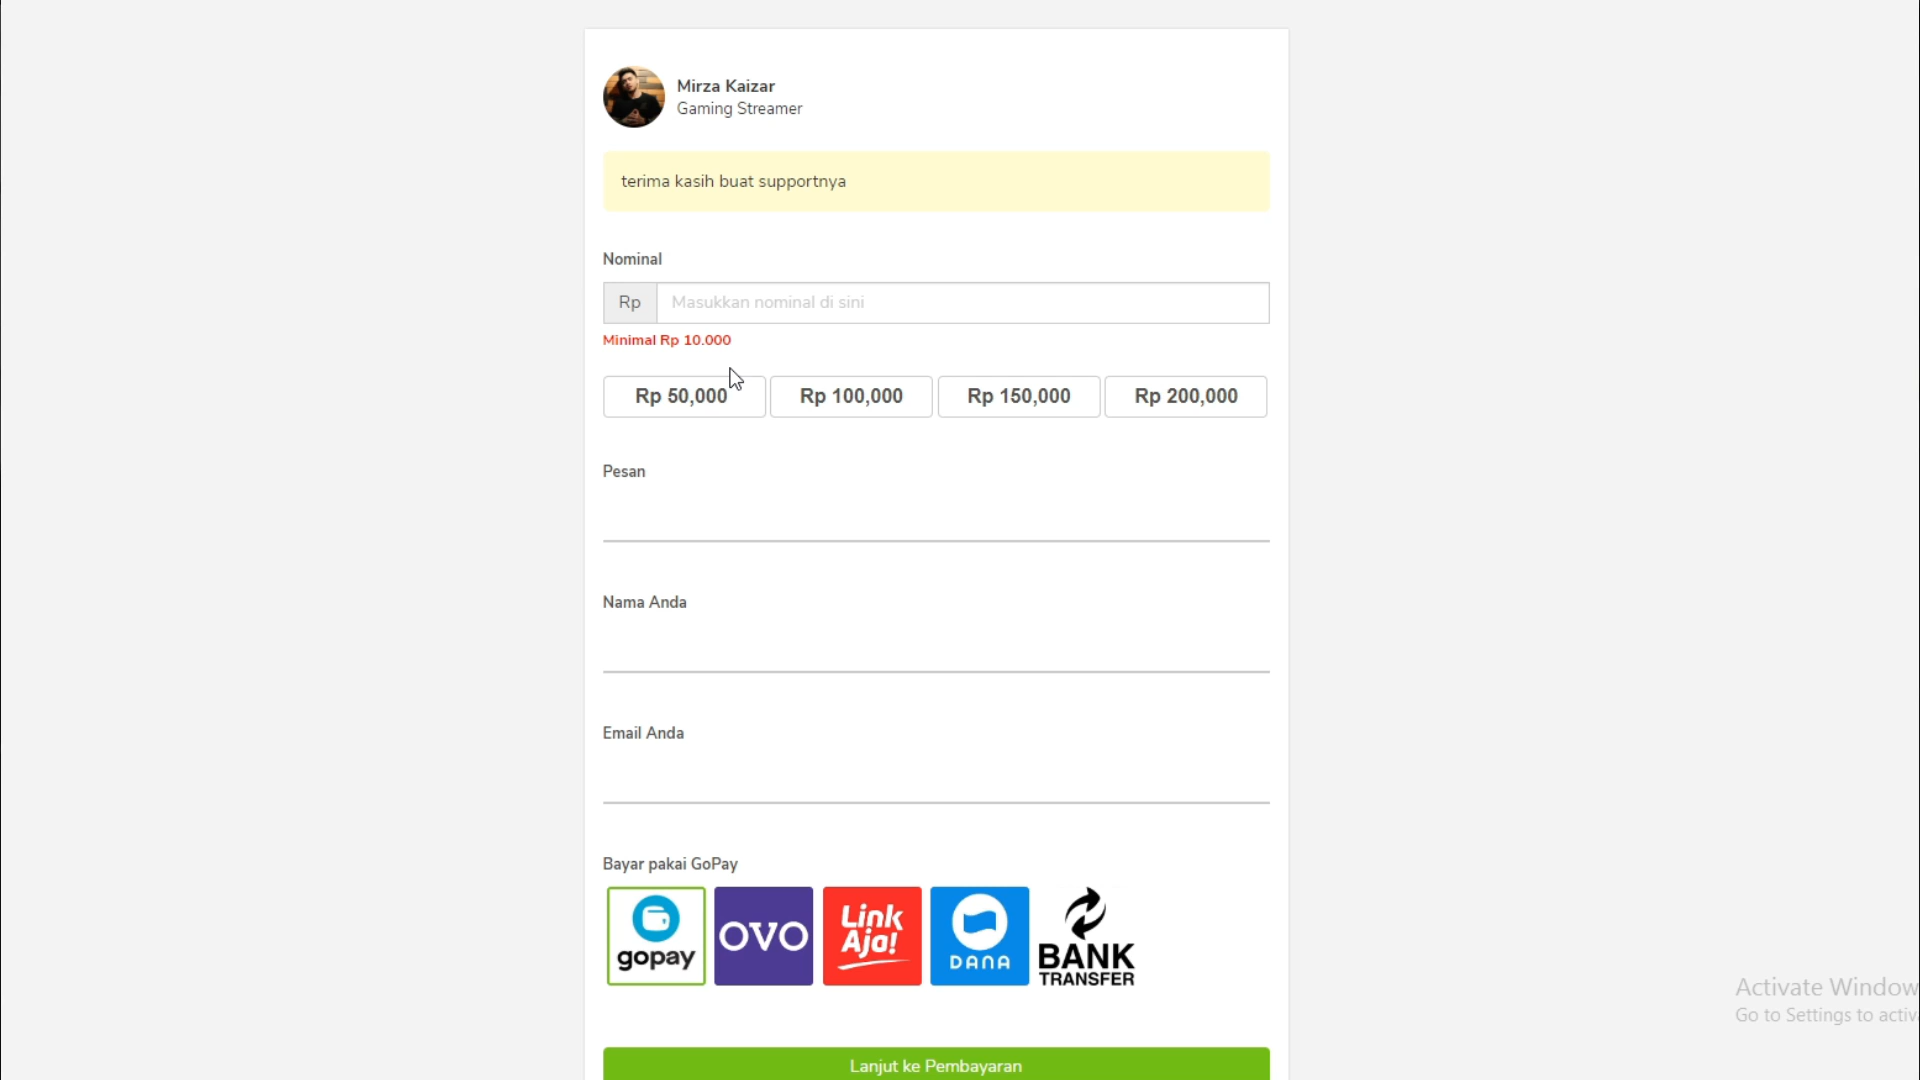 Mirza Kaizar
Gaming Streamer
terima kasih buat supportnya
Nominal
Rp Masukkan nominal di sini
Minimal Rp 10.000
Rp 50,000 Rp 100,000 Rp 150,000 Rp 200,000
Pesan
Nama Anda
Email Anda
Bayar pakai GoPay
gopay
OVO
Link
Aja!
DANA
BANK
TRANSFER
Activate Window
Go to Settings to activ
Lanjut ke Pembayaran